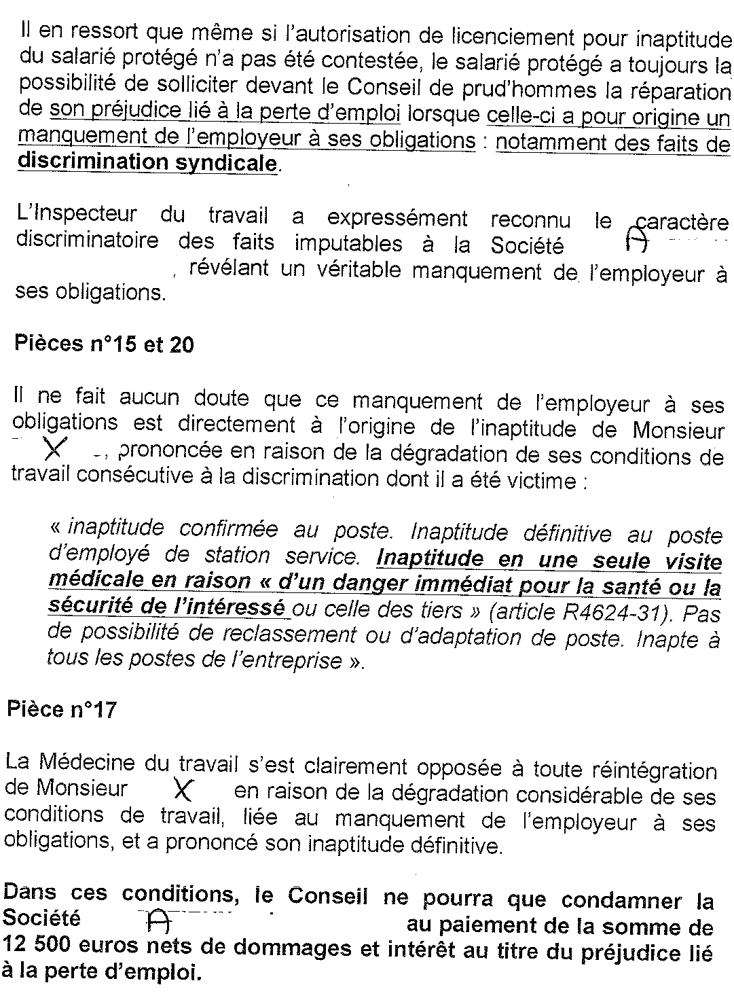 Il en ressort que même si l'autorisation de licenciement pour inaptitude
du salarié protégé n'a pas été contestée, le salarié protégé a toujours la
possibilité de solliciter devant le Conseil de prud'hommes la réparation
de son préjudice lié à la perte d'emploi lorsque celle-ci a pour origine un
manquement de l'employeur à ses obligations : notamment des faits de
discrimination syndicale.
L'Inspecteur du travail a expressément reconnu le caractère
discriminatoire des faits imputables à la Société A
, révélant un véritable manquement de l'employeur à
ses obligations.
Pièces n°15 et 20
Il ne fait aucun doute que ce manquement de l'employeur à ses
obligations est directement à l'origine de l'inaptitude de Monsieur
X , prononcée en raison de la dégradation de ses conditions de
travail consécutive à la discrimination dont il a été victime :
« inaptitude confirmée au poste. Inaptitude définitive au poste
d'employé de station service. Inaptitude en une seule visite
médicale en raison « d'un danger immédiat pour la santé ou la
sécurité de l'intéressé ou celle des tiers » (article R4624-31). Pas
de possibilité de reclassement ou d'adaptation de poste. Inapte à
tous les postes de l'entreprise ».
Pièce n°17
La Médecine du travail s'est clairement opposée à toute réintégration
de Monsieur X en raison de la dégradation considérable de ses
conditions de travail, liée au manquement de l'employeur à ses
obligations, et a prononcé son inaptitude définitive.
Dans ces conditions, le Conseil ne pourra que condamner la
Société A au paiement de la somme de
12 500 euros nets de dommages et intérêt au titre du préjudice lié
à la perte d'emploi.